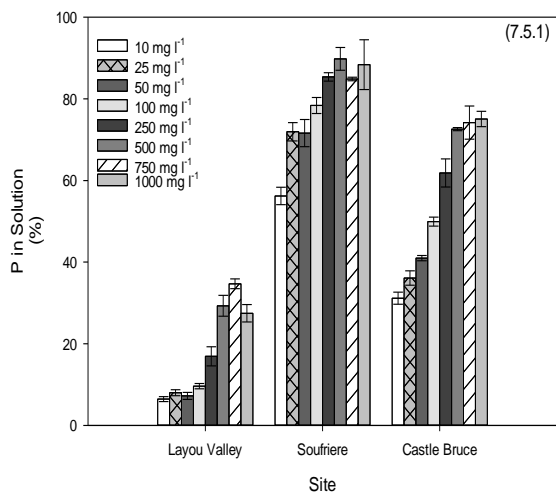 (7.5.1)
100
80
60
40
20
0
P in Solution
(%)
10 mg l⁻¹
25 mg l⁻¹
50 mg l⁻¹
100 mg l⁻¹
250 mg l⁻¹
500 mg l⁻¹
750 mg l⁻¹
1000 mg l⁻¹
Layou Valley Soufriere Castle Bruce
Site